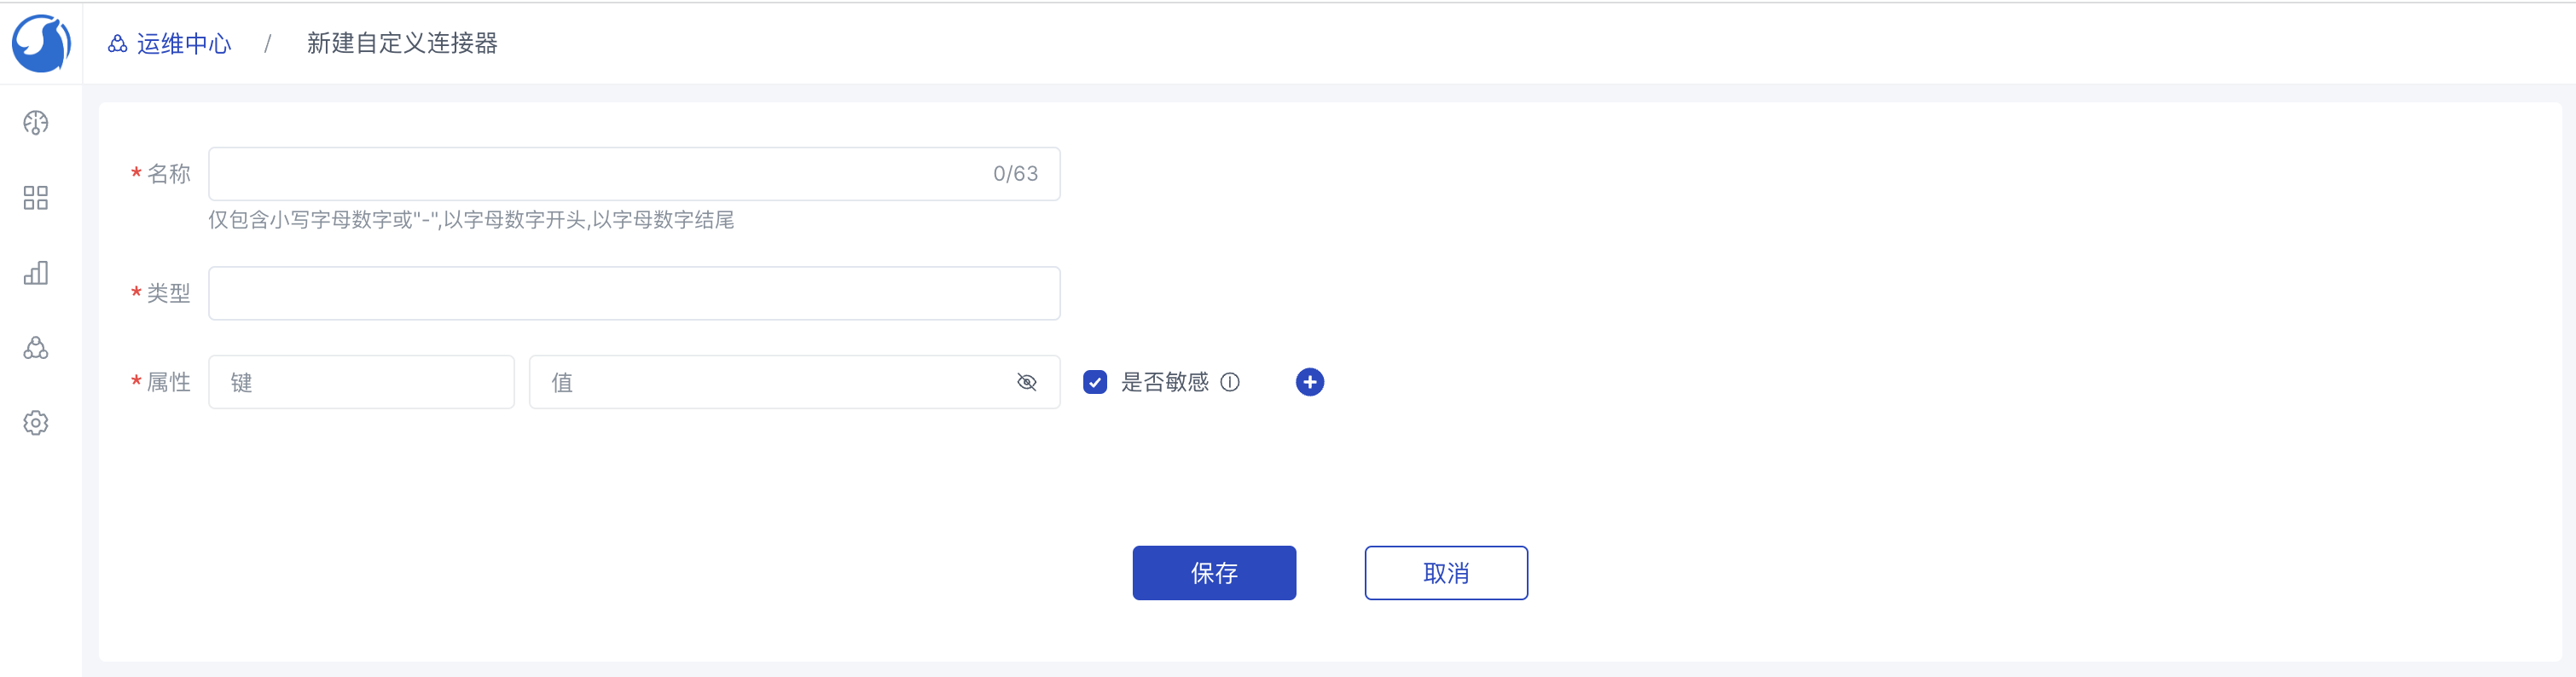 运维中心 / 新建自定义连接器
* 名称 0/63
仅包含小写字母数字或"-",以字母数字开头,以字母数字结尾
* 类型
* 属性 键 值 是否敏感
保存 取消